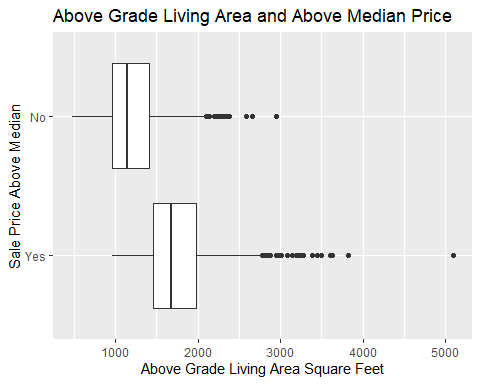 Above Grade Living Area and Above Median Price
Sale Price Above Median
No
Yes
1000 2000 3000 4000 5000
Above Grade Living Area Square Feet